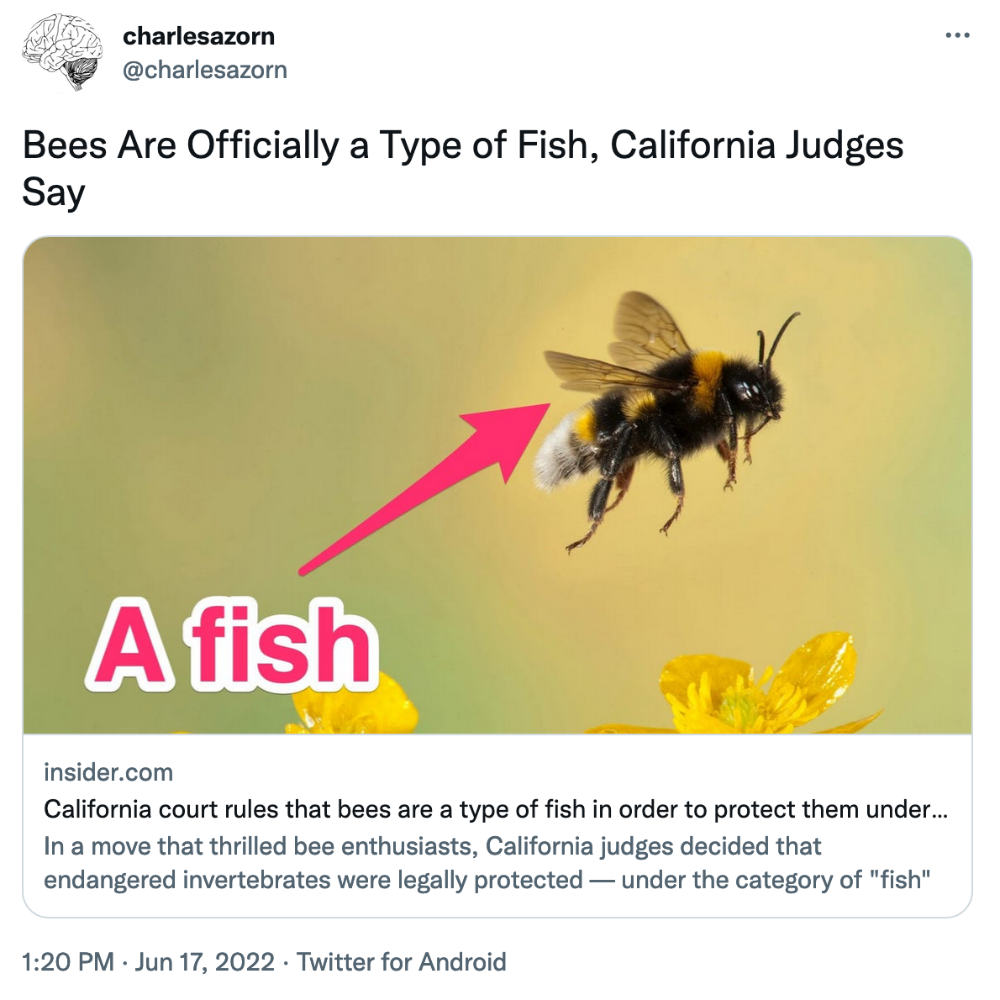 charlesazorn
@charlesazorn
Bees Are Officially a Type of Fish, California Judges
Say
A fish
insider.com
California court rules that bees are a type of fish in order to protect them under...
In a move that thrilled bee enthusiasts, California judges decided that
endangered invertebrates were legally protected — under the category of "fish"
1:20 PM · Jun 17, 2022 · Twitter for Android